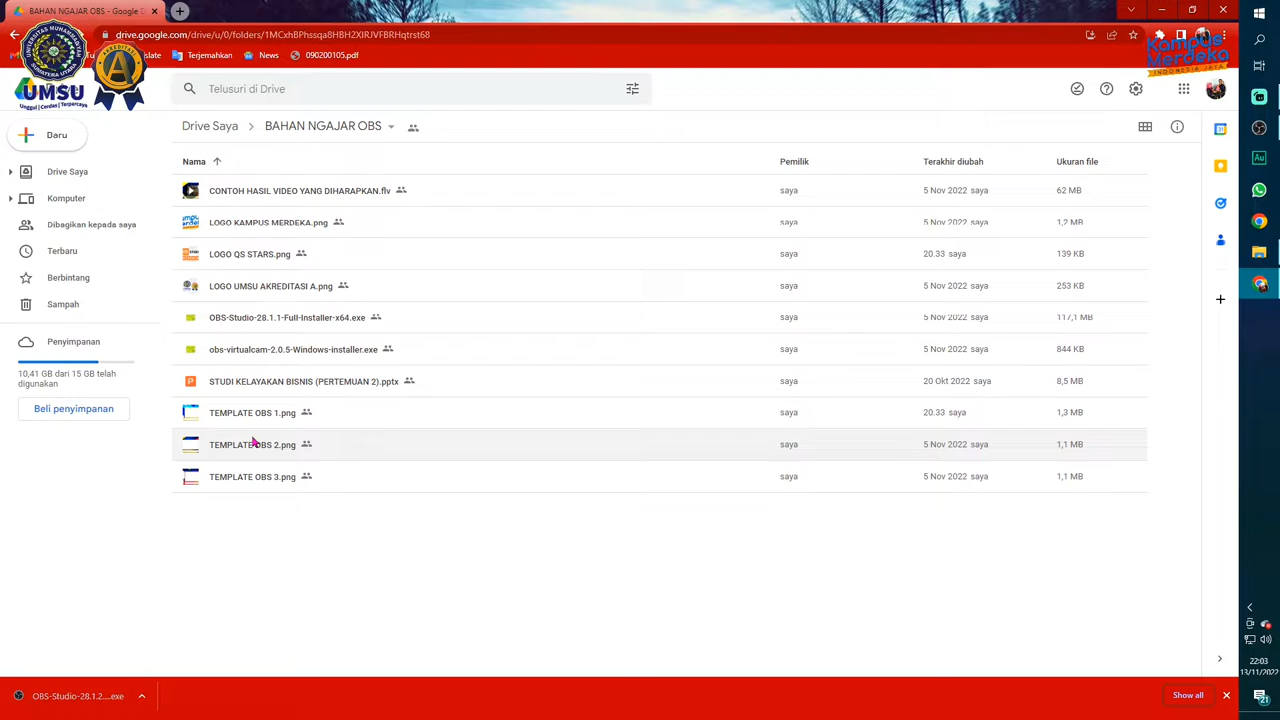 BAHAN NGAJAR OBS - Google D
drive.google.com/drive/u/0/folders/1MCxhBPhssqa8HBH2XIRJVFBRHqtrst68
Translate
Terjemahkan
News
090200105.pdf
UMSU
Unggul | Cerdas | Terpercaya
Kampus
Merdeka
INDONESIA JAYA
Telusuri di Drive
Baru
Drive Saya
BAHAN NGAJAR OBS
Nama
Pemilik
Terakhir diubah
Ukuran file
CONTOH HASIL VIDEO YANG DIHARAPKAN.flv
saya
5 Nov 2022 saya
62 MB
LOGO KAMPUS MERDEKA.png
saya
5 Nov 2022 saya
1,2 MB
LOGO QS STARS.png
saya
20.33 saya
139 KB
LOGO UMSU AKREDITASI A.png
saya
5 Nov 2022 saya
253 KB
OBS-Studio-28.1.1-Full-Installer-x64.exe
saya
5 Nov 2022 saya
117,1 MB
obs-virtualcam-2.0.5-Windows-installer.exe
saya
5 Nov 2022 saya
844 KB
STUDI KELAYAKAN BISNIS (PERTEMUAN 2).pptx
saya
20 Okt 2022 saya
8,5 MB
TEMPLATE OBS 1.png
saya
20.33 saya
1,3 MB
TEMPLATE OBS 2.png
saya
5 Nov 2022 saya
1,1 MB
TEMPLATE OBS 3.png
saya
5 Nov 2022 saya
1,1 MB
Drive Saya
Komputer
Dibagikan kepada saya
Terbaru
Berbintang
Sampah
Penyimpanan
10,41 GB dari 15 GB telah
digunakan
Beli penyimpanan
OBS-Studio-28.1.2....exe
Show all
22:03
13/11/2022
21